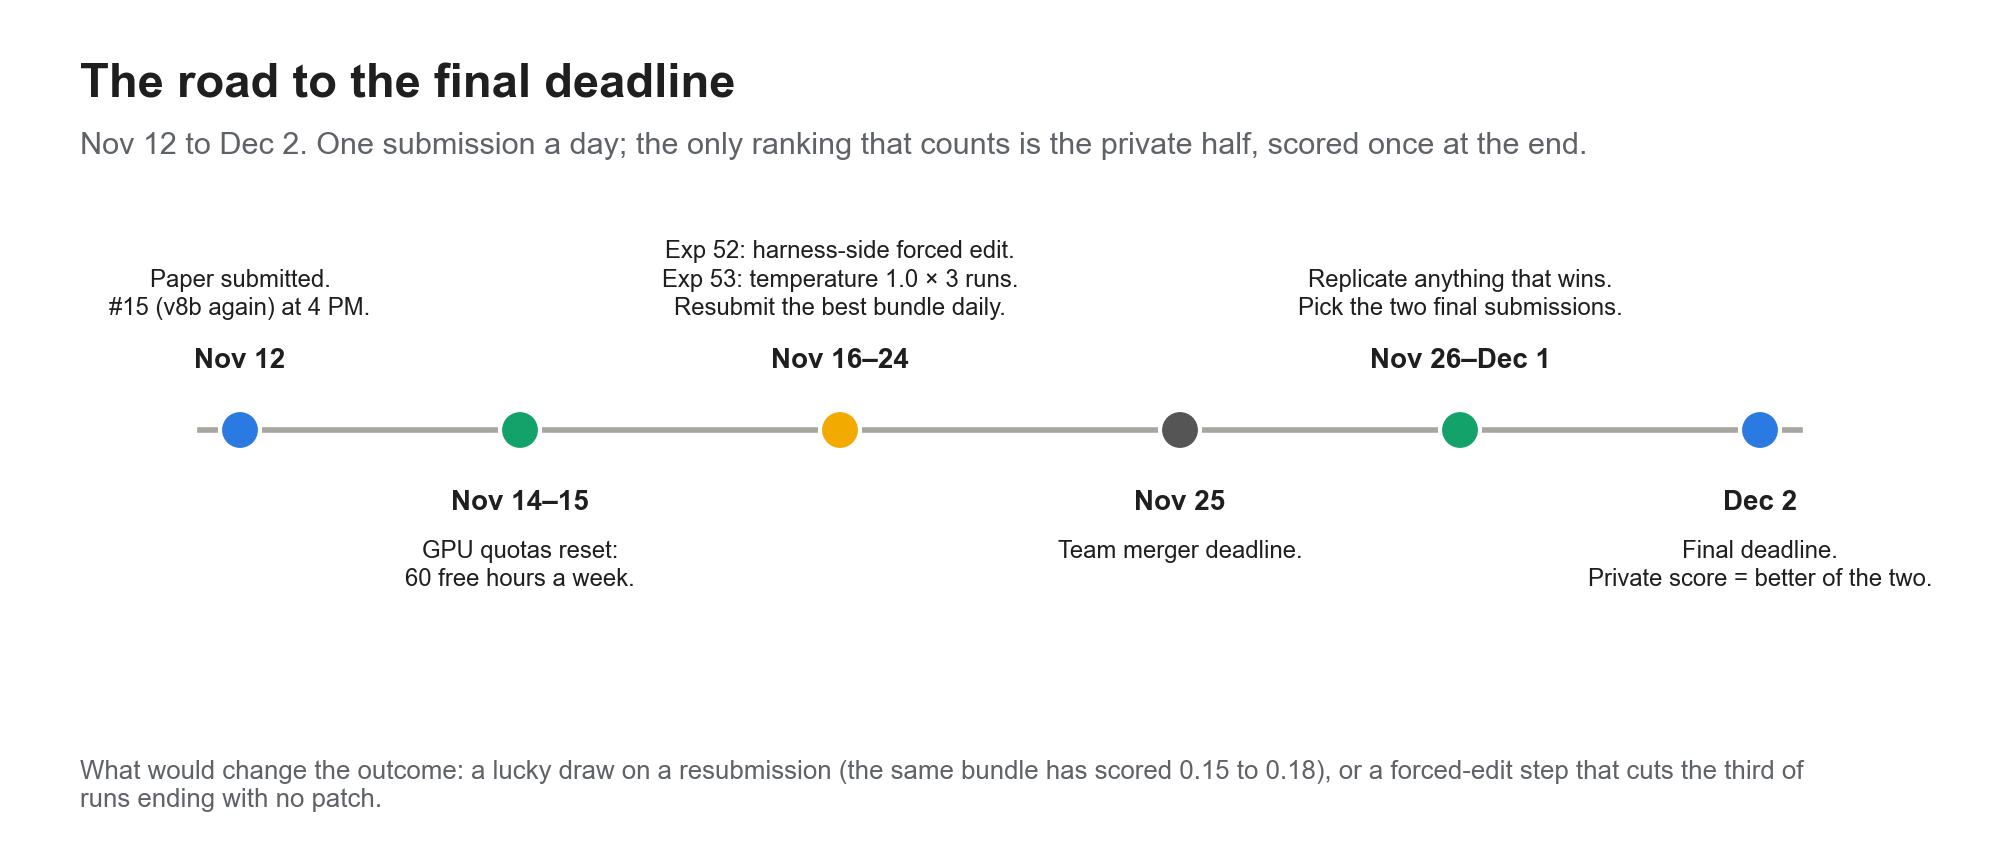 The road to the final deadline
Nov 12 to Dec 2. One submission a day; the only ranking that counts is the private half, scored once at the end.
Paper submitted.
#15 (v8b again) at 4 PM.
Nov 12
Nov 14–15
GPU quotas reset:
60 free hours a week.
Exp 52: harness-side forced edit.
Exp 53: temperature 1.0 × 3 runs.
Resubmit the best bundle daily.
Nov 16–24
Nov 25
Team merger deadline.
Replicate anything that wins.
Pick the two final submissions.
Nov 26–Dec 1
Dec 2
Final deadline.
Private score = better of the two.
What would change the outcome: a lucky draw on a resubmission (the same bundle has scored 0.15 to 0.18), or a forced-edit step that cuts the third of
runs ending with no patch.